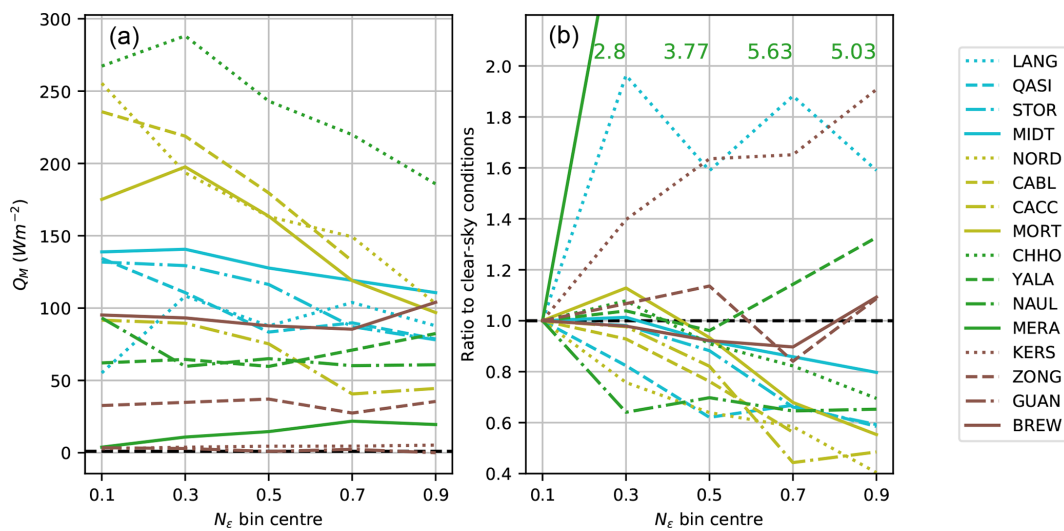 (a)
300
250
200
150
100
50
0
Q_M (Wm⁻²)
0.1 0.3 0.5 0.7 0.9
N_ε bin centre
(b)
2.8 3.77 5.63 5.03
2.0
1.8
1.6
1.4
1.2
1.0
0.8
0.6
0.4
Ratio to clear-sky conditions
0.1 0.3 0.5 0.7 0.9
N_ε bin centre
LANG
QASI
STOR
MIDT
NORD
CABL
CACC
MORT
CHHO
YALA
NAUL
MERA
KERS
ZONG
GUAN
BREW